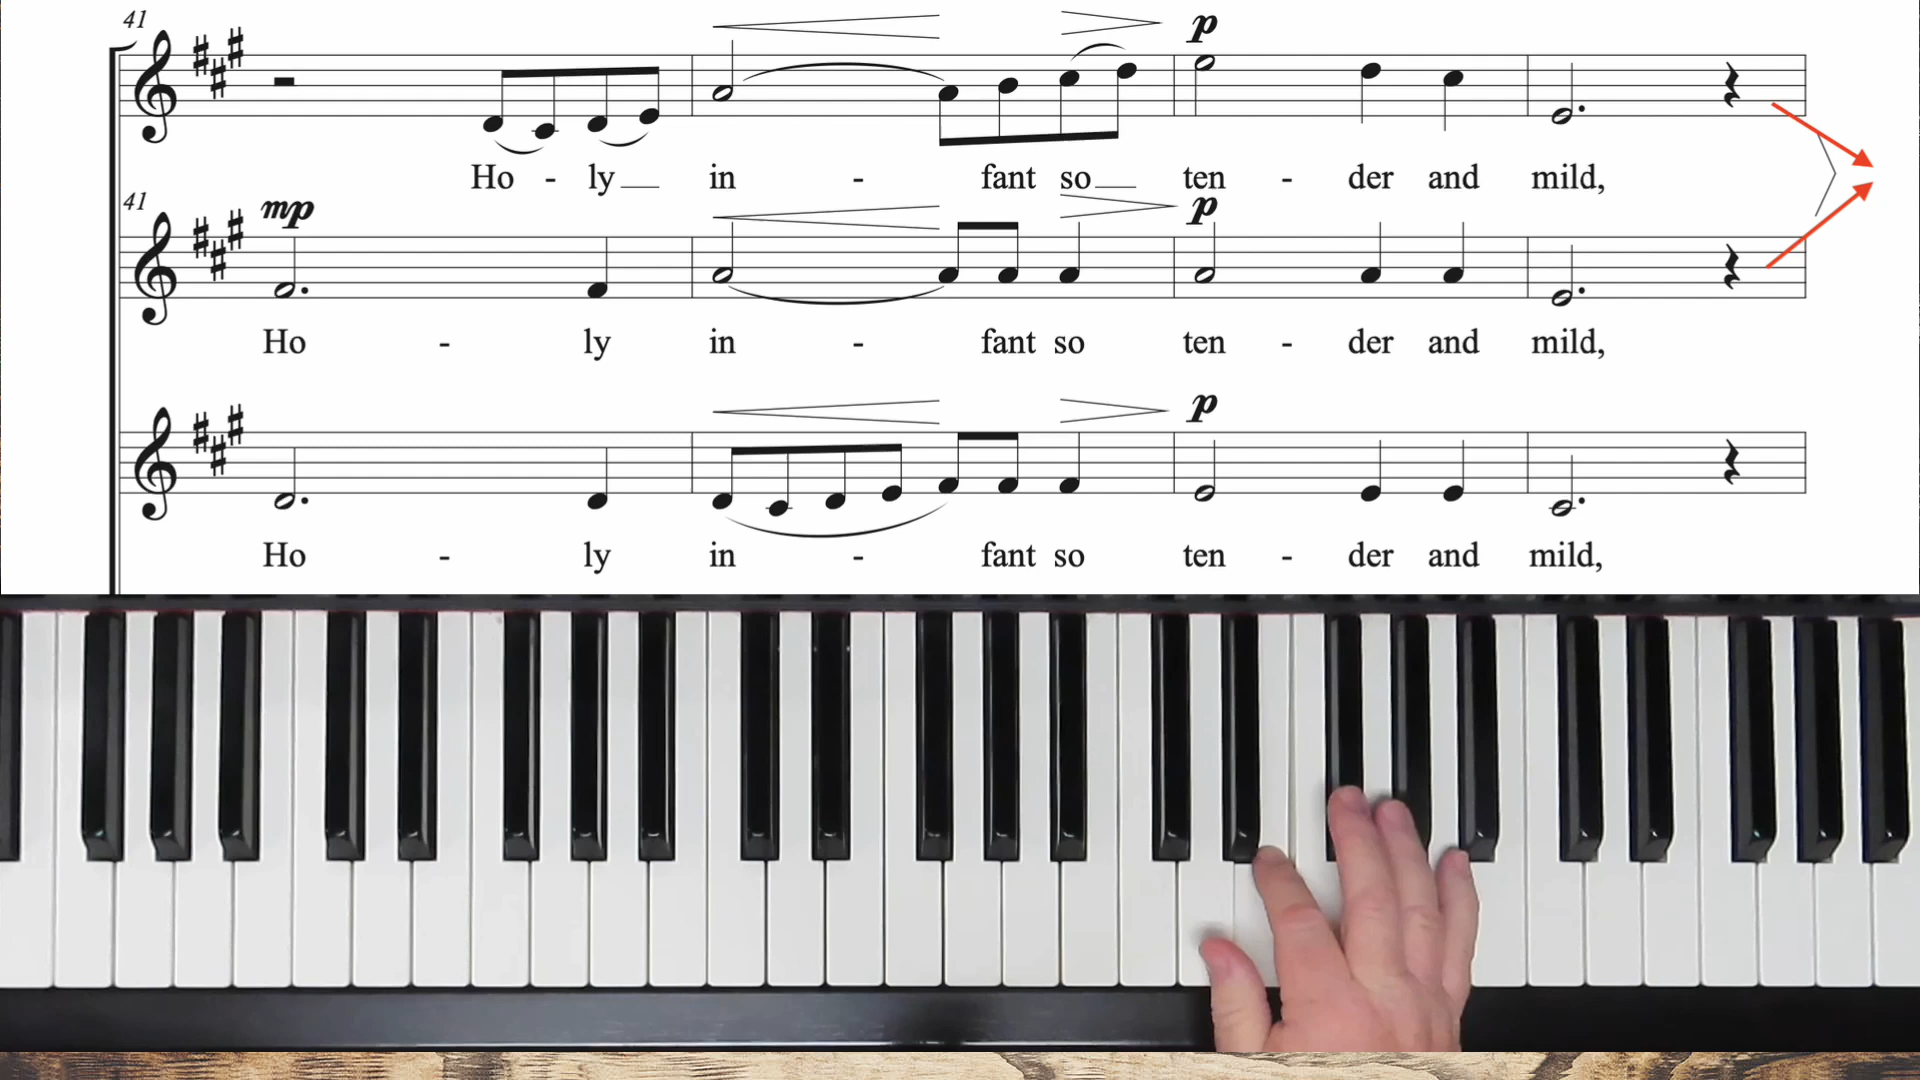 41
p
Ho - ly in - fant so ten - der and mild,
41
mp p
Ho - ly in - fant so ten - der and mild,
p
Ho - ly in - fant so ten - der and mild,